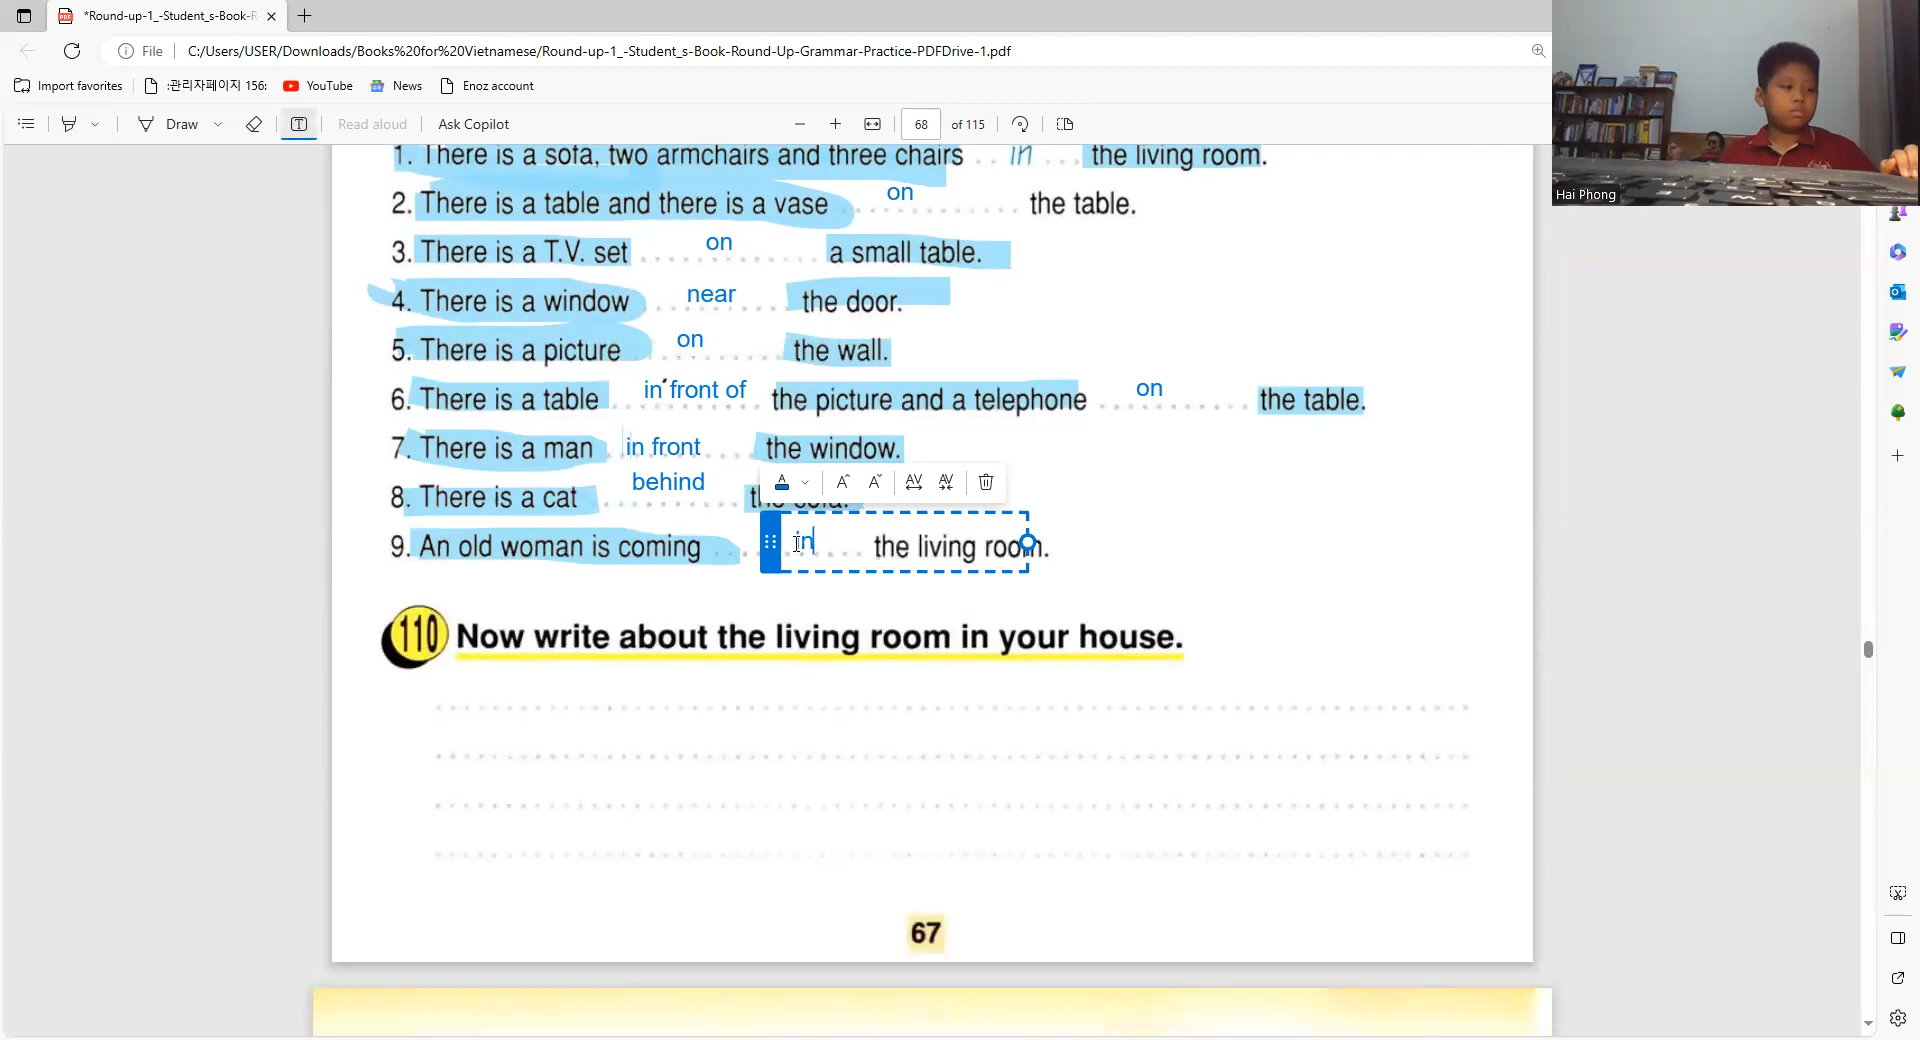 *Round-up-1_-Student_s-Book-R
File
C:/Users/USER/Downloads/Books%20for%20Vietnamese/Round-up-1_-Student_s-Book-Round-Up-Grammar-Practice-PDFDrive-1.pdf
Import favorites
:관리자페이지 156:
YouTube
News
Enoz account
Draw
Read aloud
Ask Copilot
68 of 115
Hai Phong
1. There is a sofa, two armchairs and three chairs .. in ... the living room.
2. There is a table and there is a vase on the table.
3. There is a T.V. set on a small table.
4. There is a window near the door.
5. There is a picture on the wall.
6. There is a table in front of the picture and a telephone on the table.
7. There is a man in front the window.
8. There is a cat behind
9. An old woman is coming in the living room.
110 Now write about the living room in your house.
67